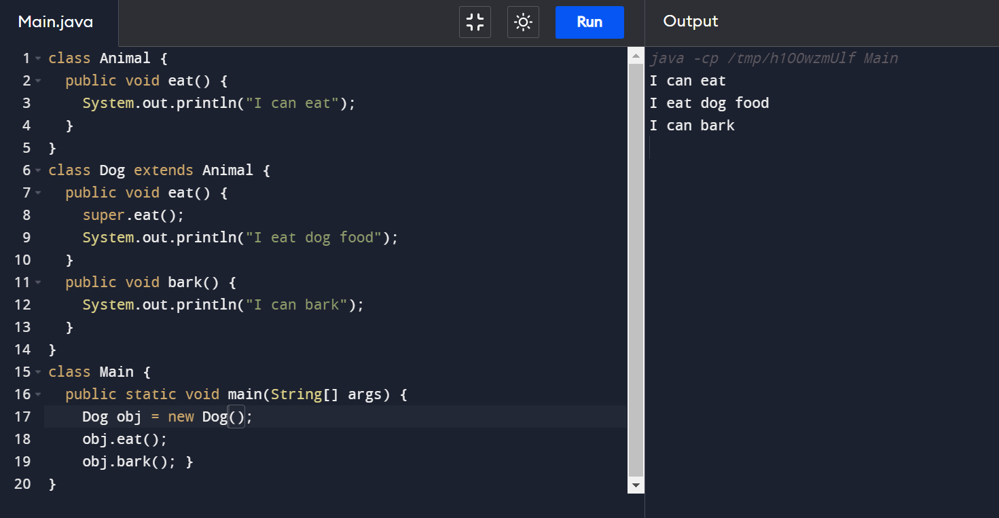 Main.java
Run
Output
1 class Animal {
2   public void eat() {
3     System.out.println("I can eat");
4   }
5 }
6 class Dog extends Animal {
7   public void eat() {
8     super.eat();
9     System.out.println("I eat dog food");
10   }
11   public void bark() {
12     System.out.println("I can bark");
13   }
14 }
15 class Main {
16   public static void main(String[] args) {
17     Dog obj = new Dog();
18     obj.eat();
19     obj.bark(); }
20 }
java -cp /tmp/h1OOwzmUlf Main
I can eat
I eat dog food
I can bark